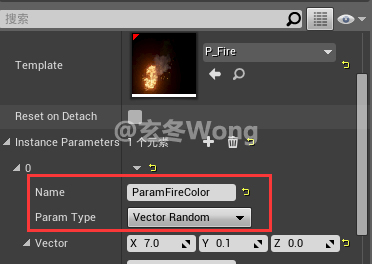 搜索
Template
P_Fire
Reset on Detach
@玄冬Wong
Instance Parameters 1 个元素
0
Name ParamFireColor
Param Type Vector Random
Vector X 7.0 Y 0.1 Z 0.0